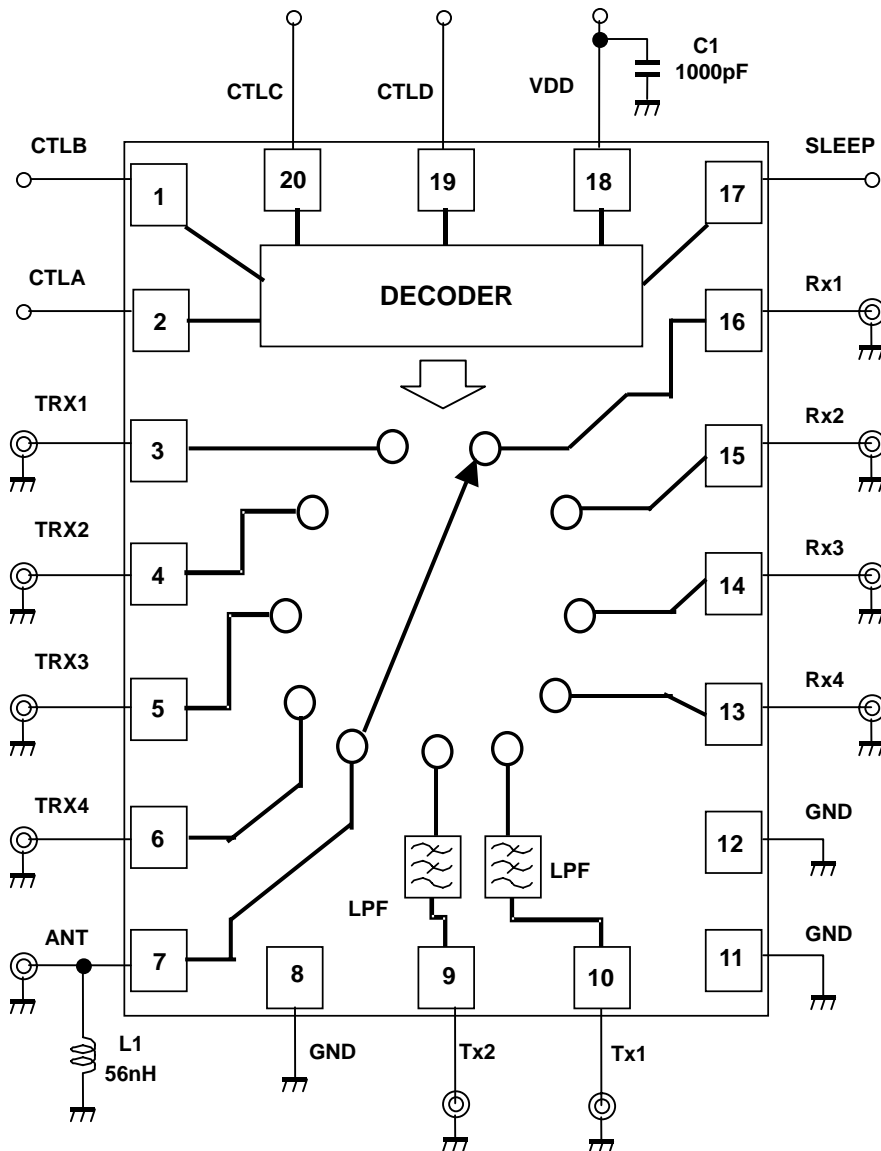 C1
1000pF
CTLC
CTLD
VDD
CTLB
SLEEP
1
20
19
18
17
CTLA
DECODER
Rx1
2
16
TRX1
Rx2
3
15
TRX2
Rx3
4
14
TRX3
Rx4
5
13
TRX4
GND
6
12
LPF
LPF
ANT
GND
7
8
9
10
11
L1
56nH
GND
Tx2
Tx1